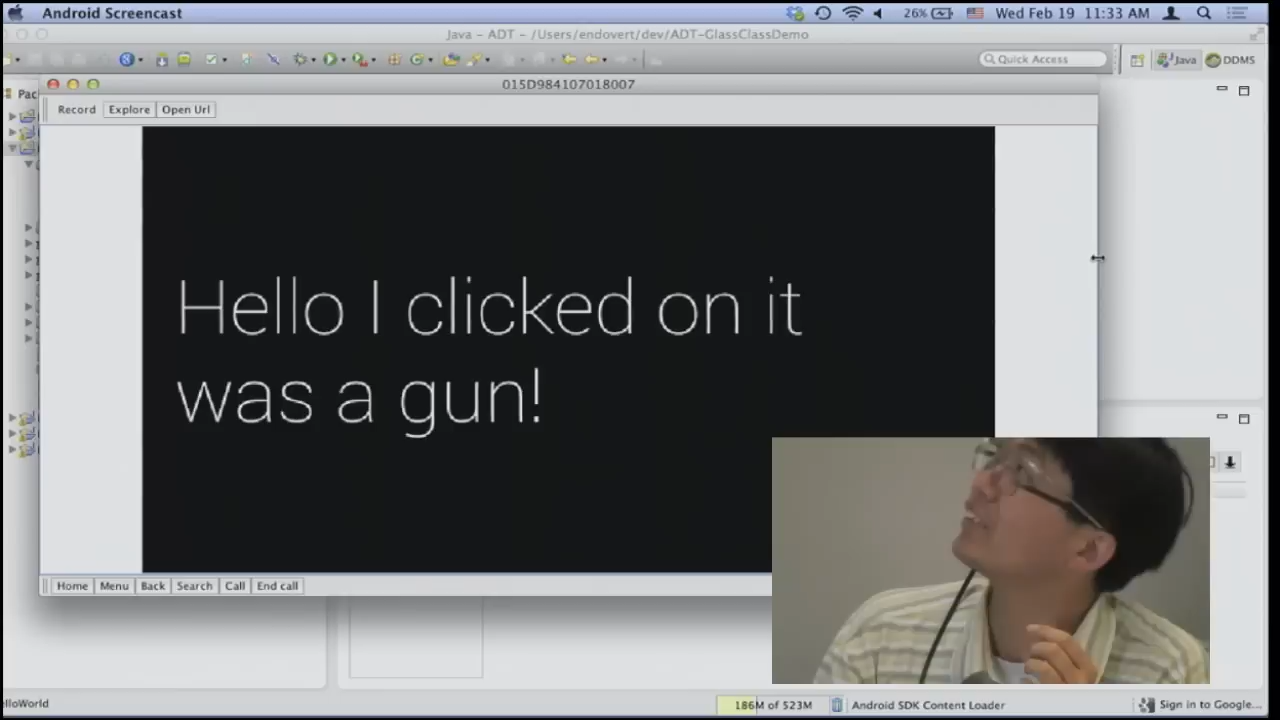 Android Screencast
26%
Wed Feb 19 11:33 AM
Java - ADT - /Users/endovert/dev/ADT-GlassClassDemo
Quick Access
Java
DDMS
Pac
015D984107018007
Record
Explore
Open Url
Hello I clicked on it
was a gun!
Home
Menu
Back
Search
Call
End call
elloWorld
186M of 523M
Android SDK Content Loader
Sign in to Google...